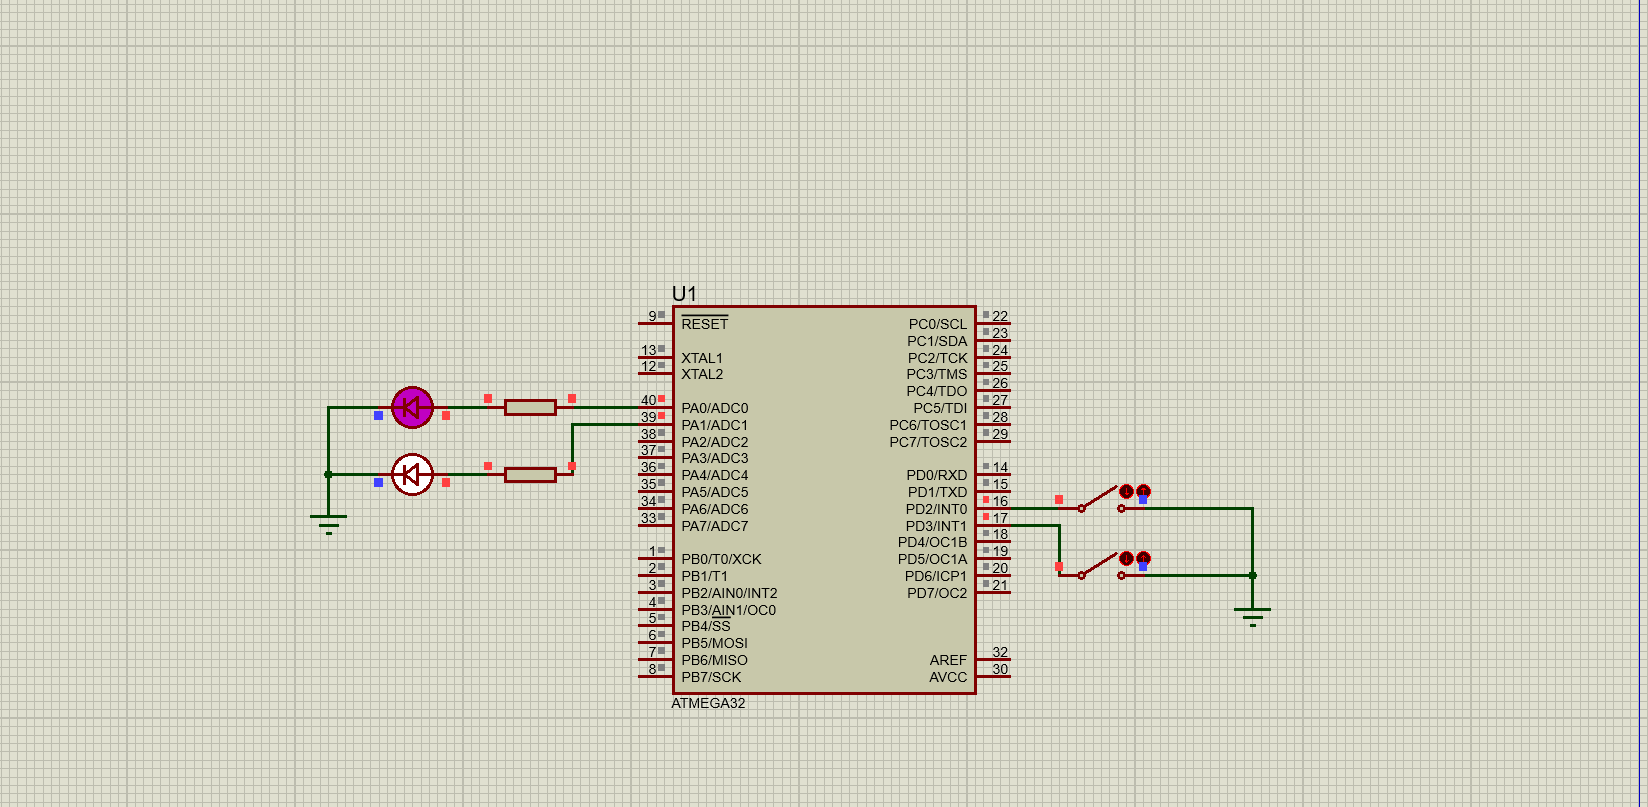 U1
9 RESET
13 XTAL1
12 XTAL2
40 PA0/ADC0
39 PA1/ADC1
38 PA2/ADC2
37 PA3/ADC3
36 PA4/ADC4
35 PA5/ADC5
34 PA6/ADC6
33 PA7/ADC7
1 PB0/T0/XCK
2 PB1/T1
3 PB2/AIN0/INT2
4 PB3/AIN1/OC0
5 PB4/SS
6 PB5/MOSI
7 PB6/MISO
8 PB7/SCK
PC0/SCL 22
PC1/SDA 23
PC2/TCK 24
PC3/TMS 25
PC4/TDO 26
PC5/TDI 27
PC6/TOSC1 28
PC7/TOSC2 29
PD0/RXD 14
PD1/TXD 15
PD2/INT0 16
PD3/INT1 17
PD4/OC1B 18
PD5/OC1A 19
PD6/ICP1 20
PD7/OC2 21
AREF 32
AVCC 30
ATMEGA32